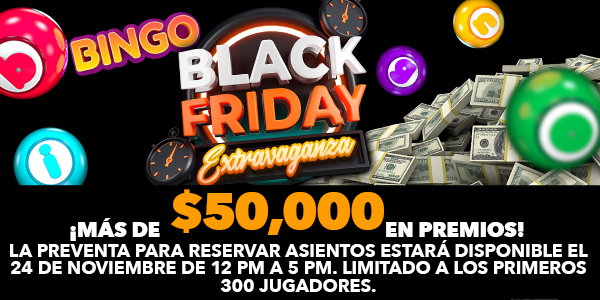 BINGO
BLACK
FRIDAY
Extravaganza
¡MÁS DE $50,000 EN PREMIOS!
LA PREVENTA PARA RESERVAR ASIENTOS ESTARÁ DISPONIBLE EL
24 DE NOVIEMBRE DE 12 PM A 5 PM. LIMITADO A LOS PRIMEROS
300 JUGADORES.